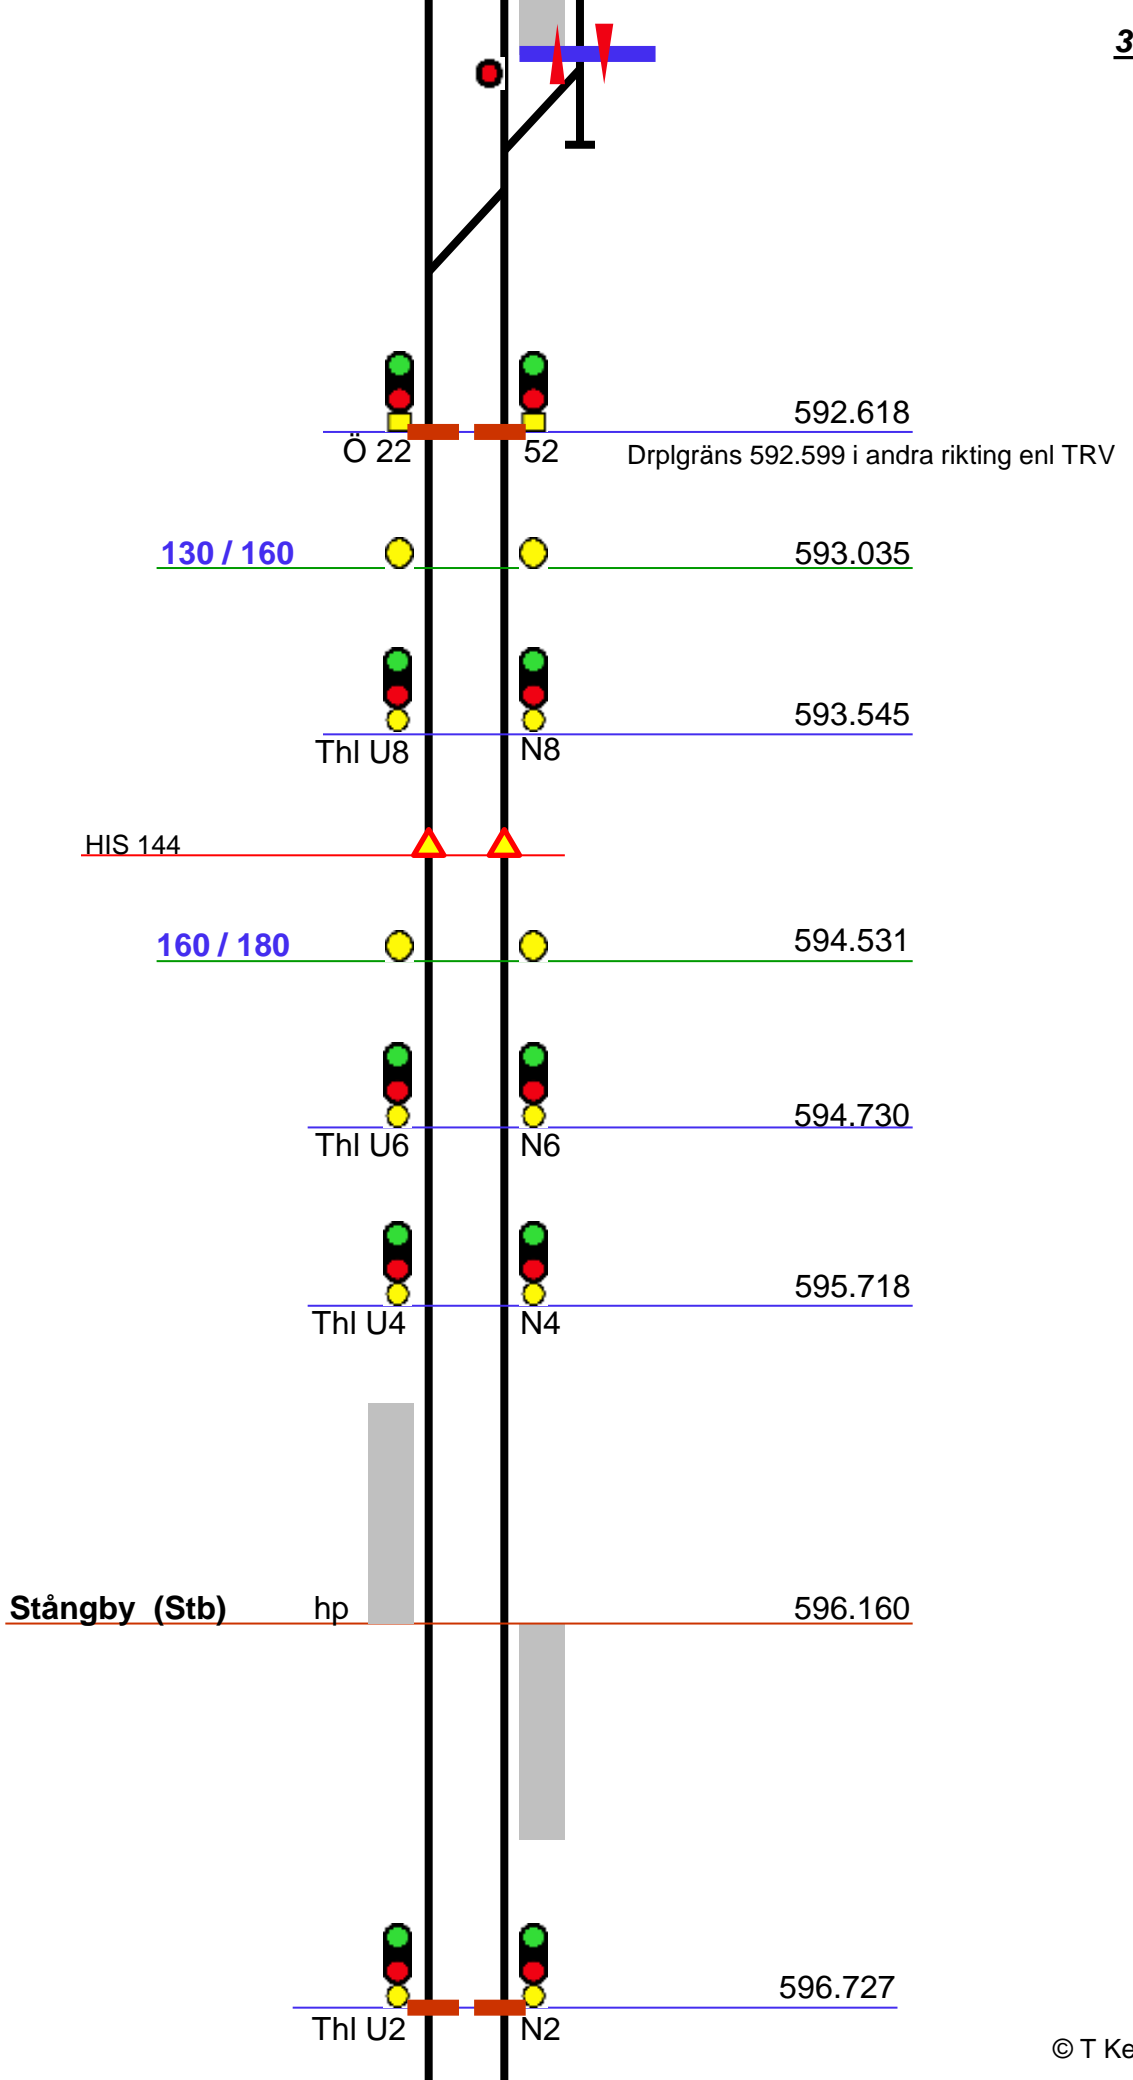 3
592.618
Ö 22 52 Drplgräns 592.599 i andra rikting enl TRV
130 / 160 593.035
593.545
Thl U8 N8
HIS 144
160 / 180 594.531
594.730
Thl U6 N6
595.718
Thl U4 N4
Stångby (Stb) hp 596.160
596.727
Thl U2 N2
© T Ke